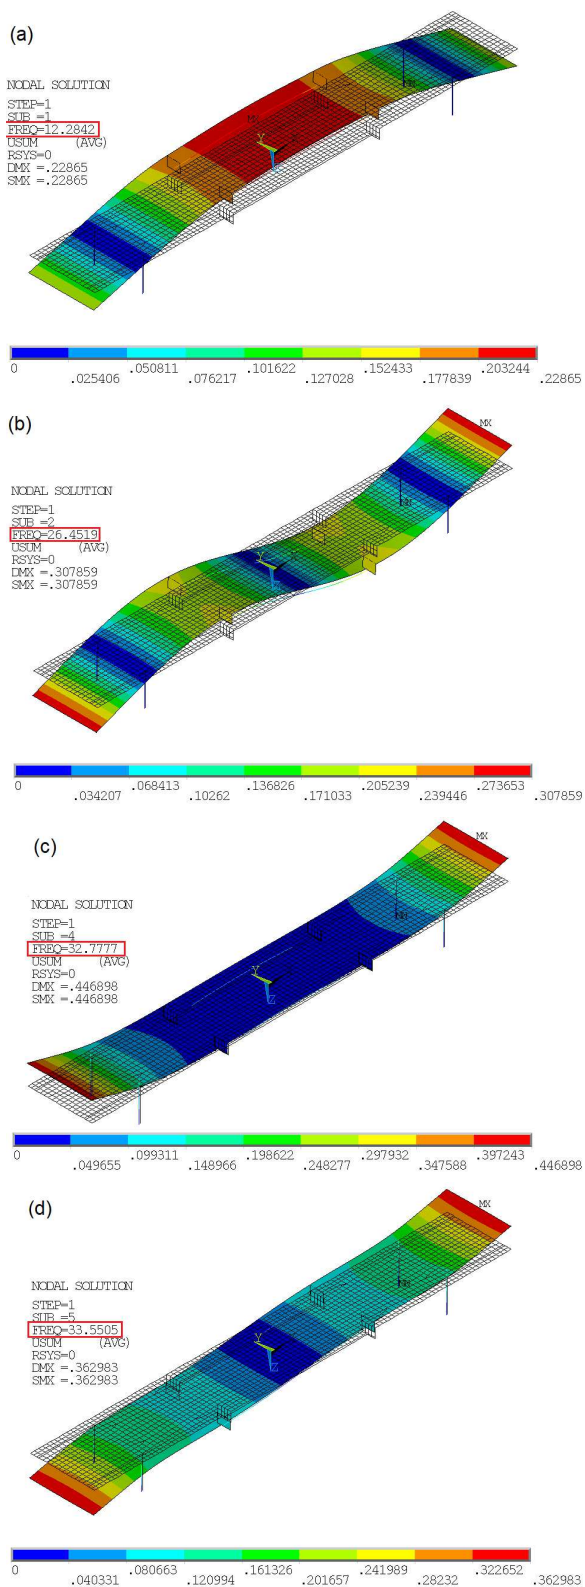 (a)
NODAL SOLUTION
STEP=1
SUB =1
FREQ=12.2842
USUM (AVG)
RSYS=0
DMX =.22865
SMX =.22865
MN
MX
Y
X
0 .050811 .101622 .152433 .203244
.025406 .076217 .127028 .177839 .22865
(b)
MX
NODAL SOLUTION
STEP=1
SUB =2
FREQ=26.4519
USUM (AVG)
RSYS=0
DMX =.307859
SMX =.307859
MN
Y
X
0 .068413 .136826 .205239 .273653
.034207 .10262 .171033 .239446 .307859
(c)
MX
NODAL SOLUTION
STEP=1
SUB =4
FREQ=32.7777
USUM (AVG)
RSYS=0
DMX =.446898
SMX =.446898
MN
Y
Z
0 .099311 .198622 .297932 .397243
.049655 .148966 .248277 .347588 .446898
(d)
MX
NODAL SOLUTION
STEP=1
SUB =5
FREQ=33.5505
USUM (AVG)
RSYS=0
DMX =.362983
SMX =.362983
MN
Y
Z
0 .080663 .161326 .241989 .322652
.040331 .120994 .201657 .28232 .362983